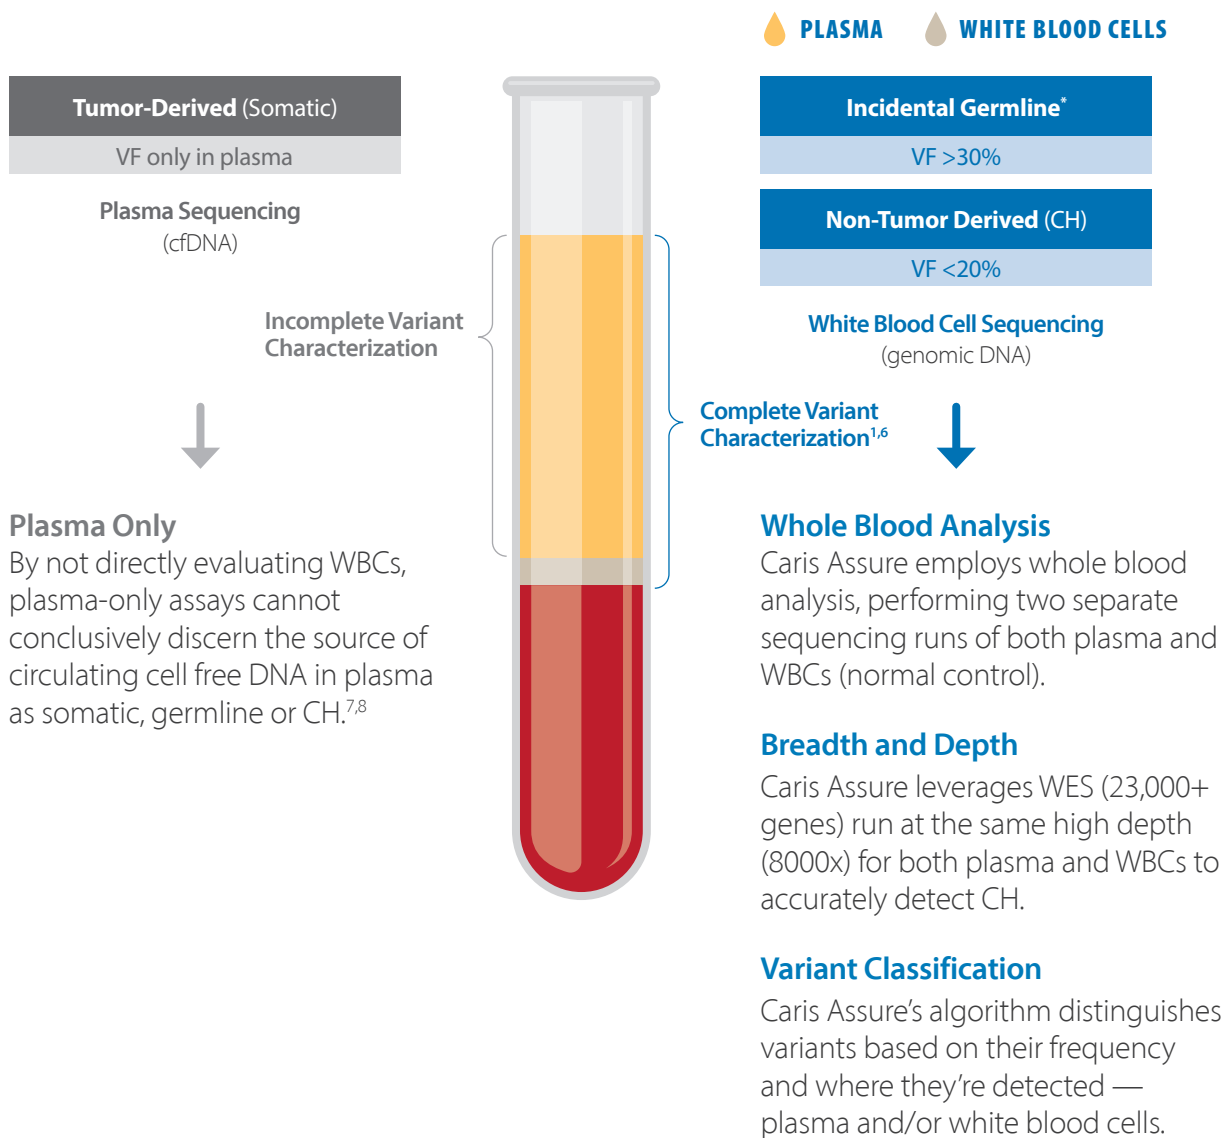 PLASMA
WHITE BLOOD CELLS
Tumor-Derived (Somatic)
VF only in plasma
Plasma Sequencing
(cfDNA)
Incomplete Variant
Characterization
Plasma Only
By not directly evaluating WBCs,
plasma-only assays cannot
conclusively discern the source of
circulating cell free DNA in plasma
as somatic, germline or CH.7,8
Incidental Germline*
VF >30%
Non-Tumor Derived (CH)
VF <20%
White Blood Cell Sequencing
(genomic DNA)
Complete Variant
Characterization1,6
Whole Blood Analysis
Caris Assure employs whole blood
analysis, performing two separate
sequencing runs of both plasma and
WBCs (normal control).
Breadth and Depth
Caris Assure leverages WES (23,000+
genes) run at the same high depth
(8000x) for both plasma and WBCs to
accurately detect CH.
Variant Classification
Caris Assure’s algorithm distinguishes
variants based on their frequency
and where they’re detected —
plasma and/or white blood cells.